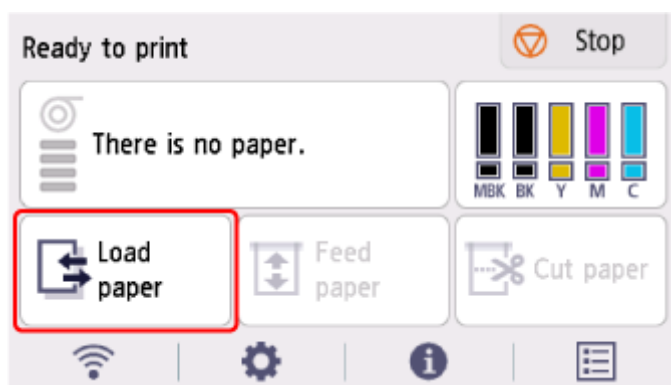 Ready to print
Stop
There is no paper.
MBK BK Y M C
Load
paper
Feed
paper
Cut paper